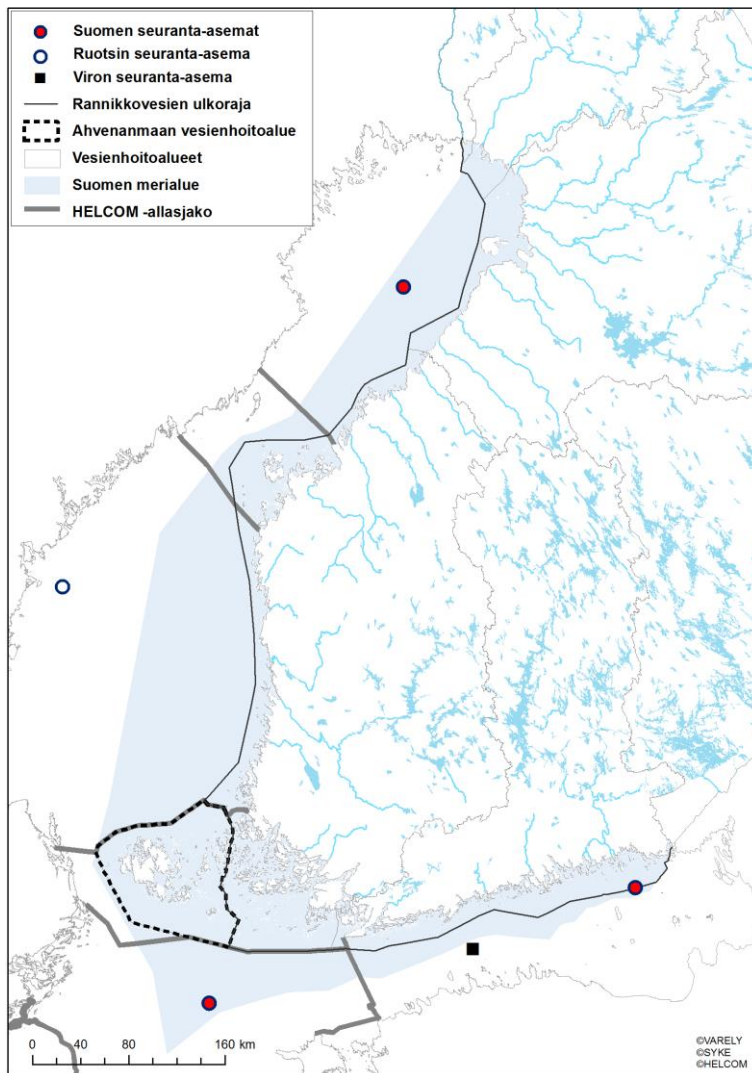 Suomen seuranta-asemat
Ruotsin seuranta-asema
Viron seuranta-asema
Rannikkovesien ulkoraja
Ahvenanmaan vesienhoitoalue
Vesienhoitoalueet
Suomen merialue
HELCOM -allasjako
0 40 80 160 km
©VARELY
©SYKE
©HELCOM